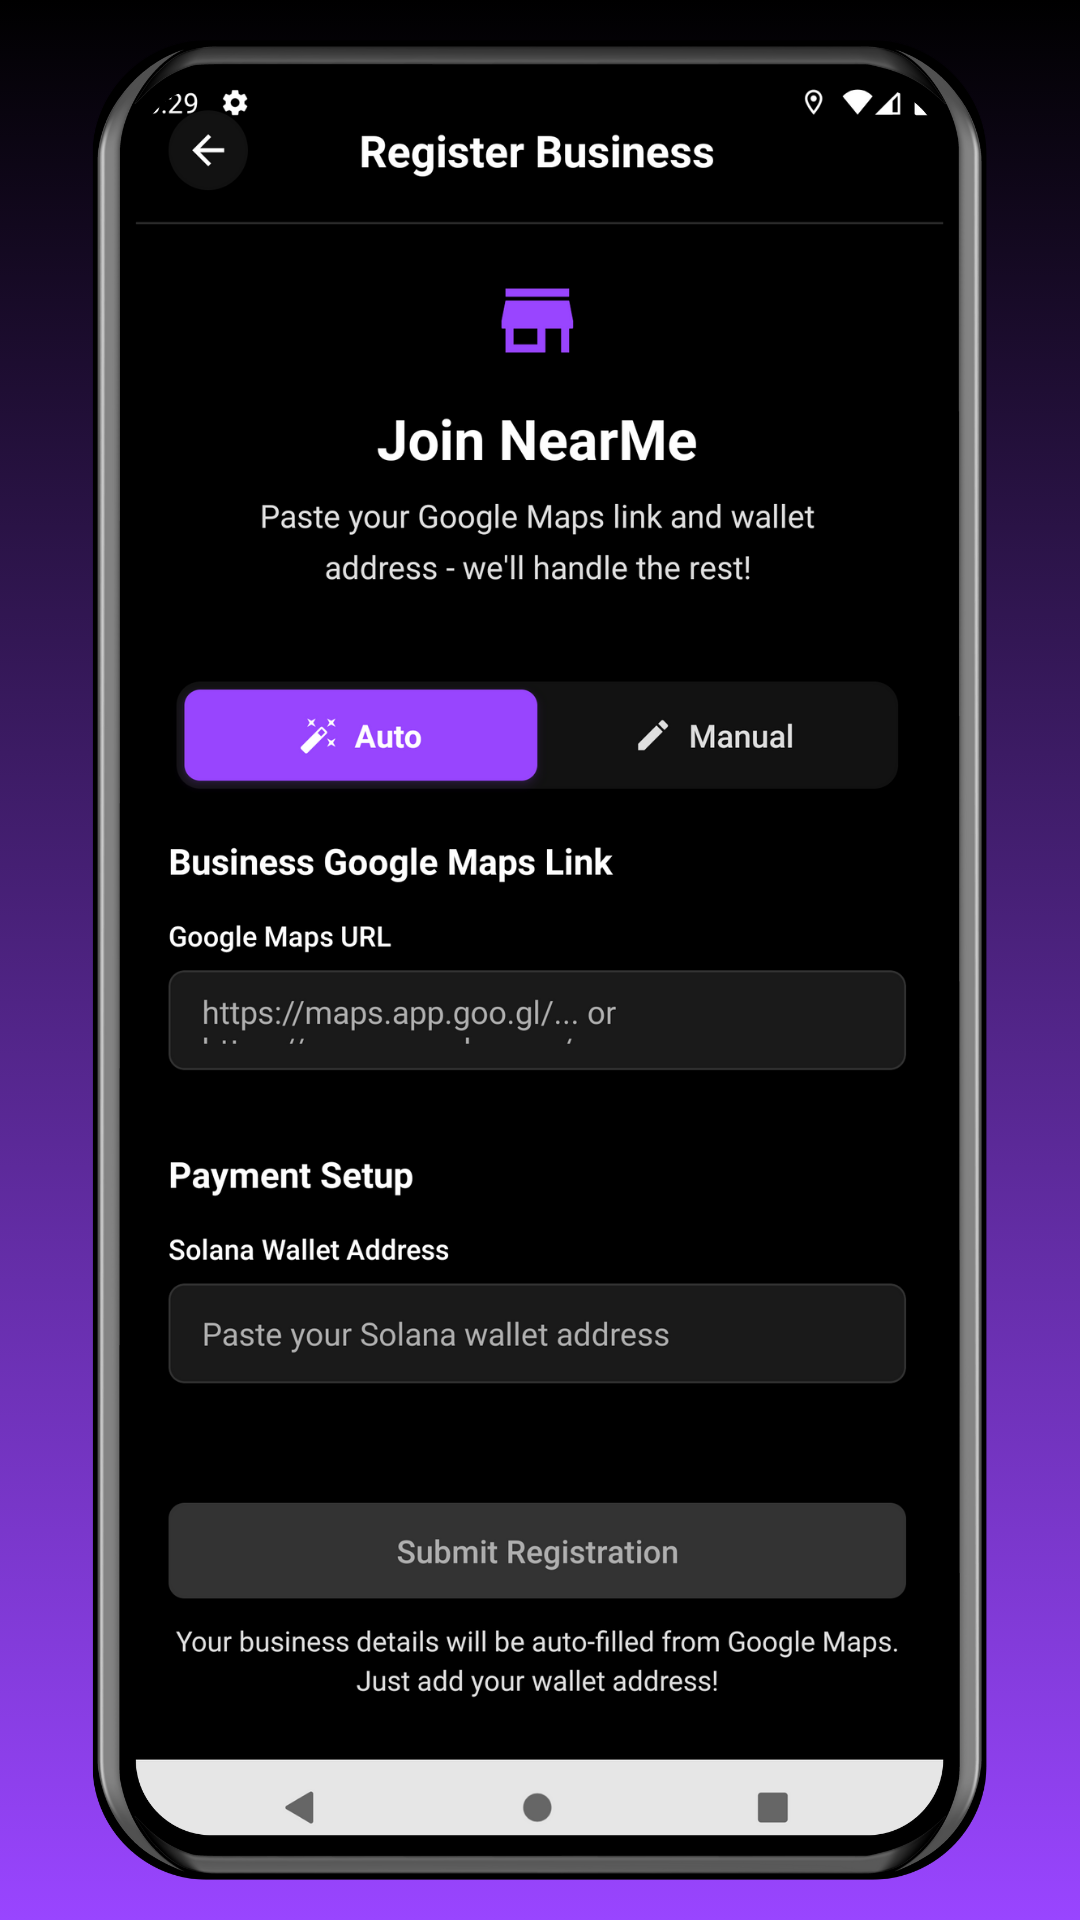 :29
Register Business
Join NearMe
Paste your Google Maps link and wallet
address - we'll handle the rest!
Auto
Manual
Business Google Maps Link
Google Maps URL
https://maps.app.goo.gl/... or
Payment Setup
Solana Wallet Address
Paste your Solana wallet address
Submit Registration
Your business details will be auto-filled from Google Maps.
Just add your wallet address!